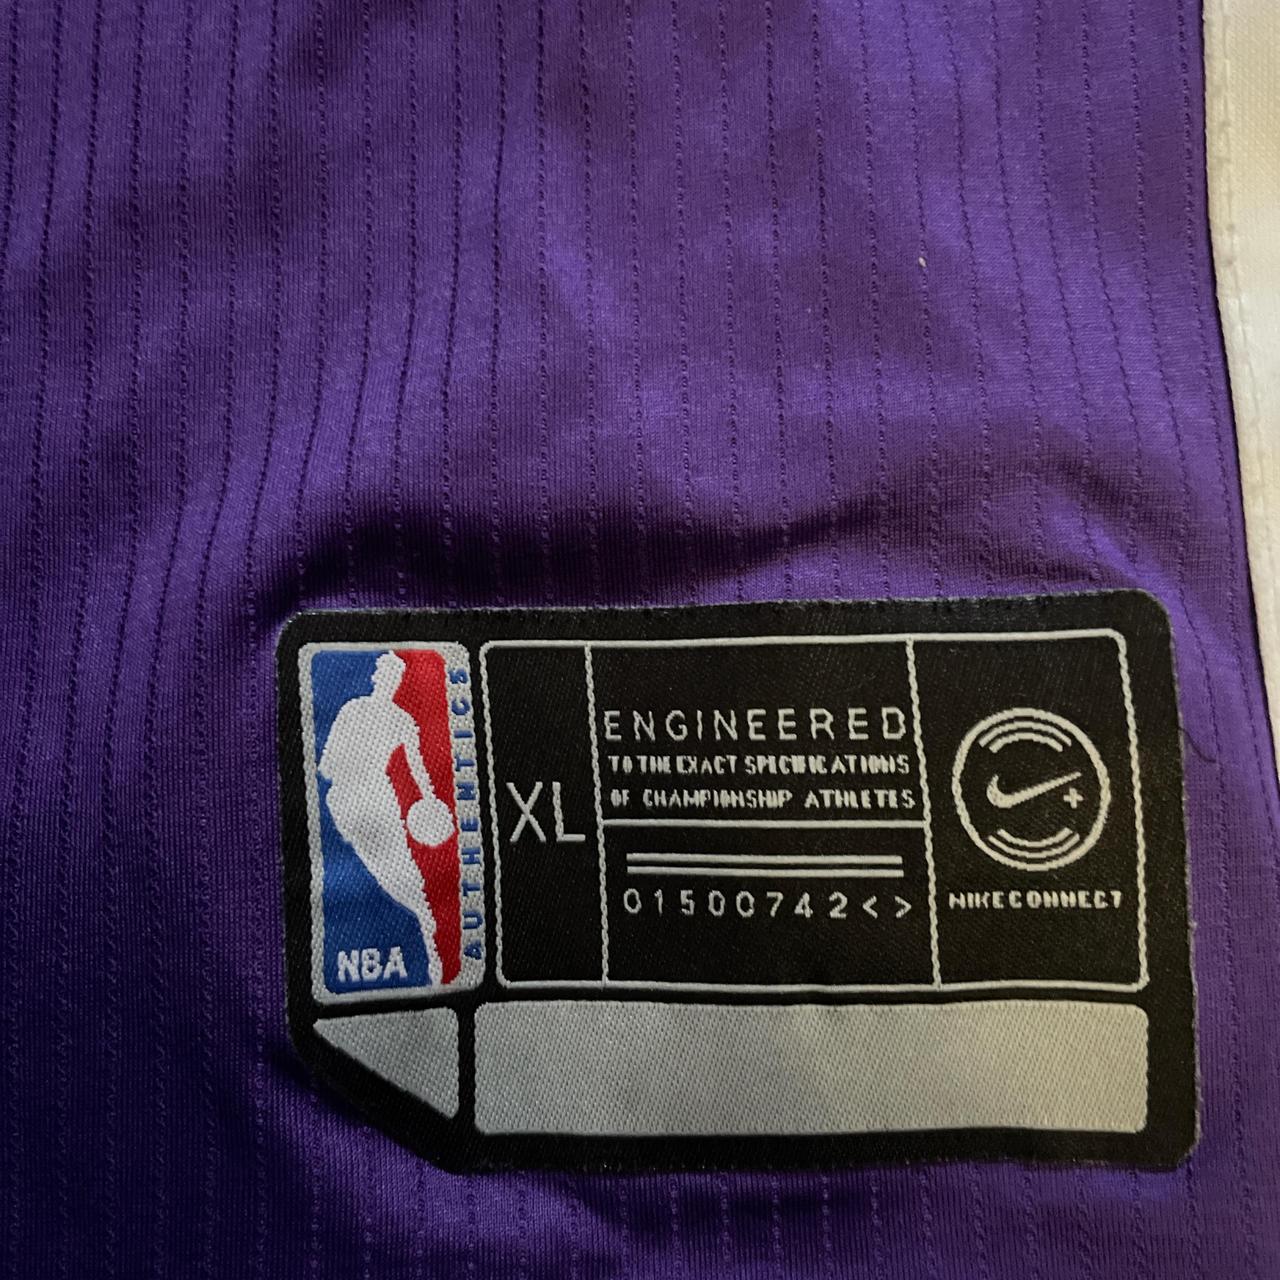 NBA
AUTHENTICS
XL
ENGINEERED
TO THE EXACT SPECIFICATIONS
OF CHAMPIONSHIP ATHLETES
01500742<>
NIKECONNECT